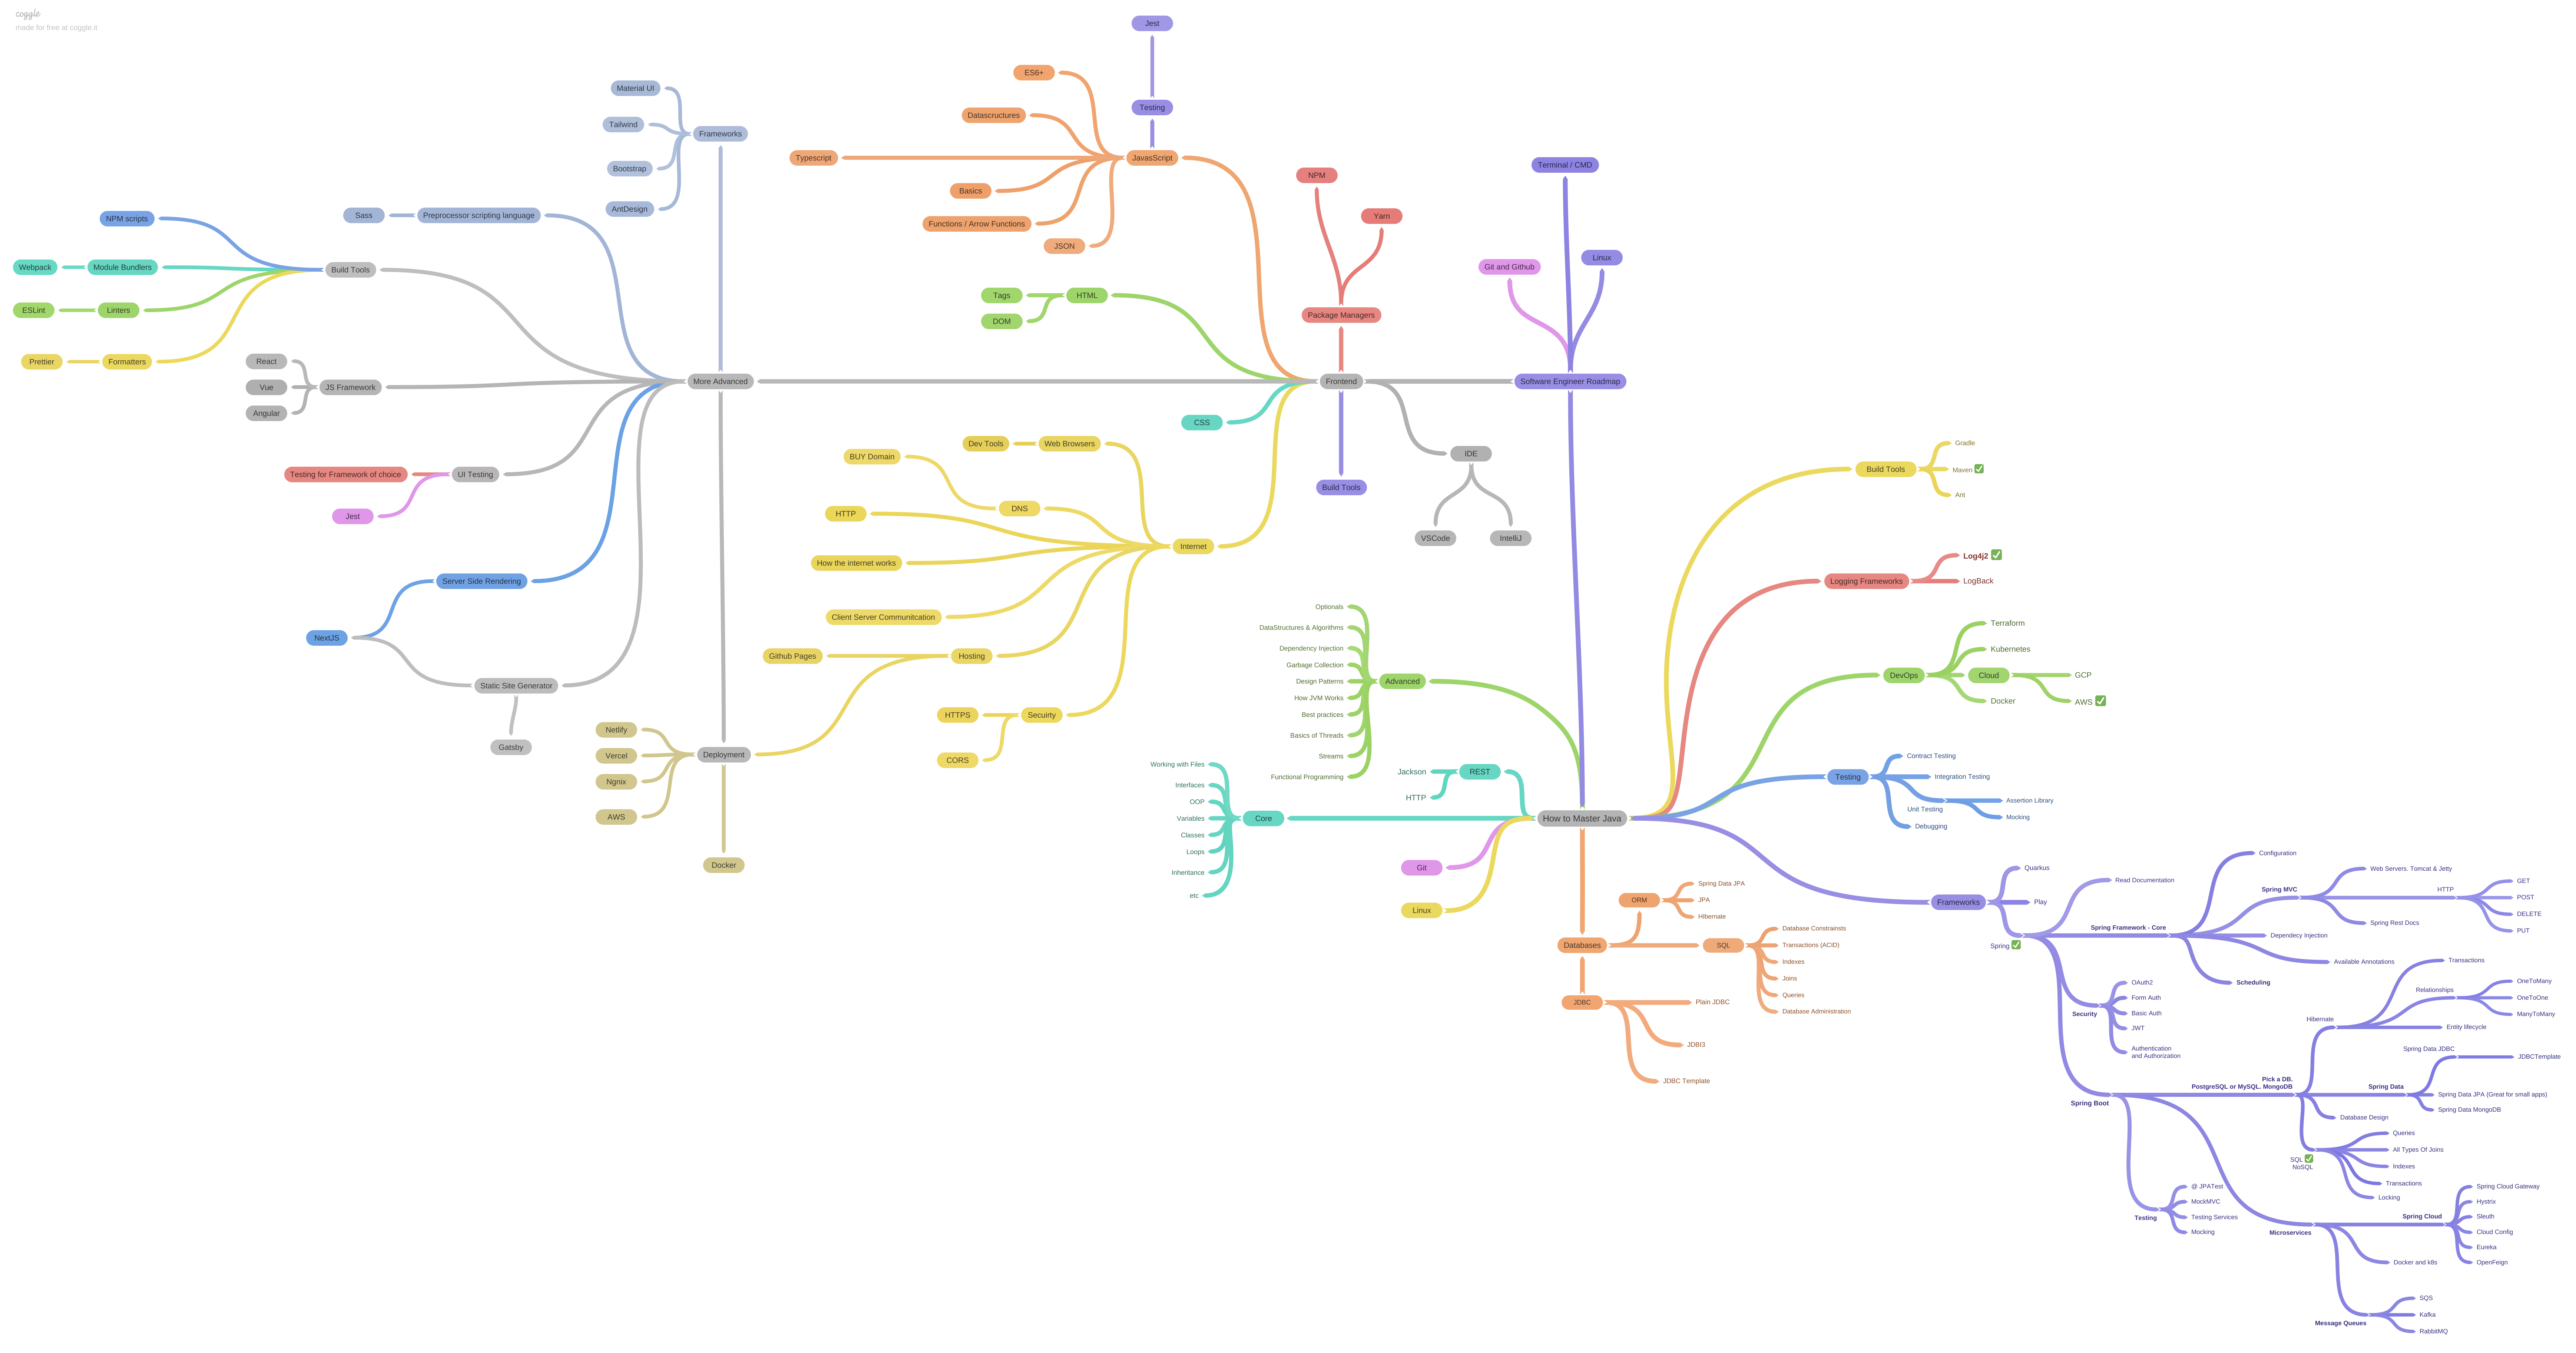 coggle
made for free at coggle.it
Jest
ES6+
Material UI
Testing
Datascructures
Tailwind
Frameworks
Typescript
JavasScript
Terminal / CMD
Bootstrap
NPM
Basics
AntDesign
Sass
Preprocessor scripting language
Yarn
NPM scripts
Functions / Arrow Functions
JSON
Linux
Webpack
Module Bundlers
Build Tools
Git and Github
Tags
HTML
ESLint
Linters
DOM
Package Managers
Prettier
Formatters
React
JS Framework
Vue
Angular
More Advanced
Frontend
Software Engineer Roadmap
CSS
Dev Tools
Web Browsers
BUY Domain
IDE
Gradle
Build Tools
Maven ✅
Ant
Testing for Framework of choice
UI Testing
Build Tools
Jest
HTTP
DNS
VSCode
IntelliJ
Internet
How the internet works
Log4j2 ✅
Logging Frameworks
LogBack
Server Side Rendering
Optionals
Client Server Communitcation
DataStructures & Algorithms
Terraform
NextJS
Dependency Injection
Kubernetes
Github Pages
Hosting
Garbage Collection
Design Patterns
Advanced
DevOps
Cloud
GCP
Static Site Generator
How JVM Works
Docker
AWS ✅
HTTPS
Secuirty
Best practices
Netlify
Basics of Threads
Gatsby
Vercel
Deployment
Streams
CORS
Contract Testing
Working with Files
Jackson
REST
Functional Programming
Testing
Integration Testing
Ngnix
Interfaces
HTTP
OOP
Assertion Library
Unit Testing
AWS
Variables
Core
How to Master Java
Mocking
Debugging
Classes
Loops
Configuration
Docker
Git
Quarkus
Web Servers. Tomcat & Jetty
Inheritance
Read Documentation
GET
Spring Data JPA
Spring MVC
HTTP
etc
ORM
JPA
Frameworks
Play
POST
Linux
HIbernate
DELETE
Spring Rest Docs
Spring Framework - Core
Database Constrainsts
PUT
Databases
SQL
Transactions (ACID)
Spring ✅
Dependecy Injection
Indexes
Available Annotations
Transactions
Joins
OAuth2
Scheduling
OneToMany
Relationships
Queries
Form Auth
OneToOne
JDBC
Plain JDBC
Database Administration
Security
Basic Auth
ManyToMany
Hibernate
JWT
Entity lifecycle
JDBI3
Authentication
and Authorization
Spring Data JDBC
JDBCTemplate
JDBC Template
Pick a DB.
PostgreSQL or MySQL. MongoDB
Spring Data
Spring Data JPA (Great for small apps)
Spring Boot
Spring Data MongoDB
Database Design
Queries
All Types Of Joins
SQL ✅
NoSQL
Indexes
Transactions
Locking
@ JPATest
Spring Cloud Gateway
MockMVC
Hystrix
Testing
Testing Services
Spring Cloud
Sleuth
Mocking
Microservices
Cloud Config
Eureka
Docker and k8s
OpenFeign
SQS
Kafka
Message Queues
RabbitMQ